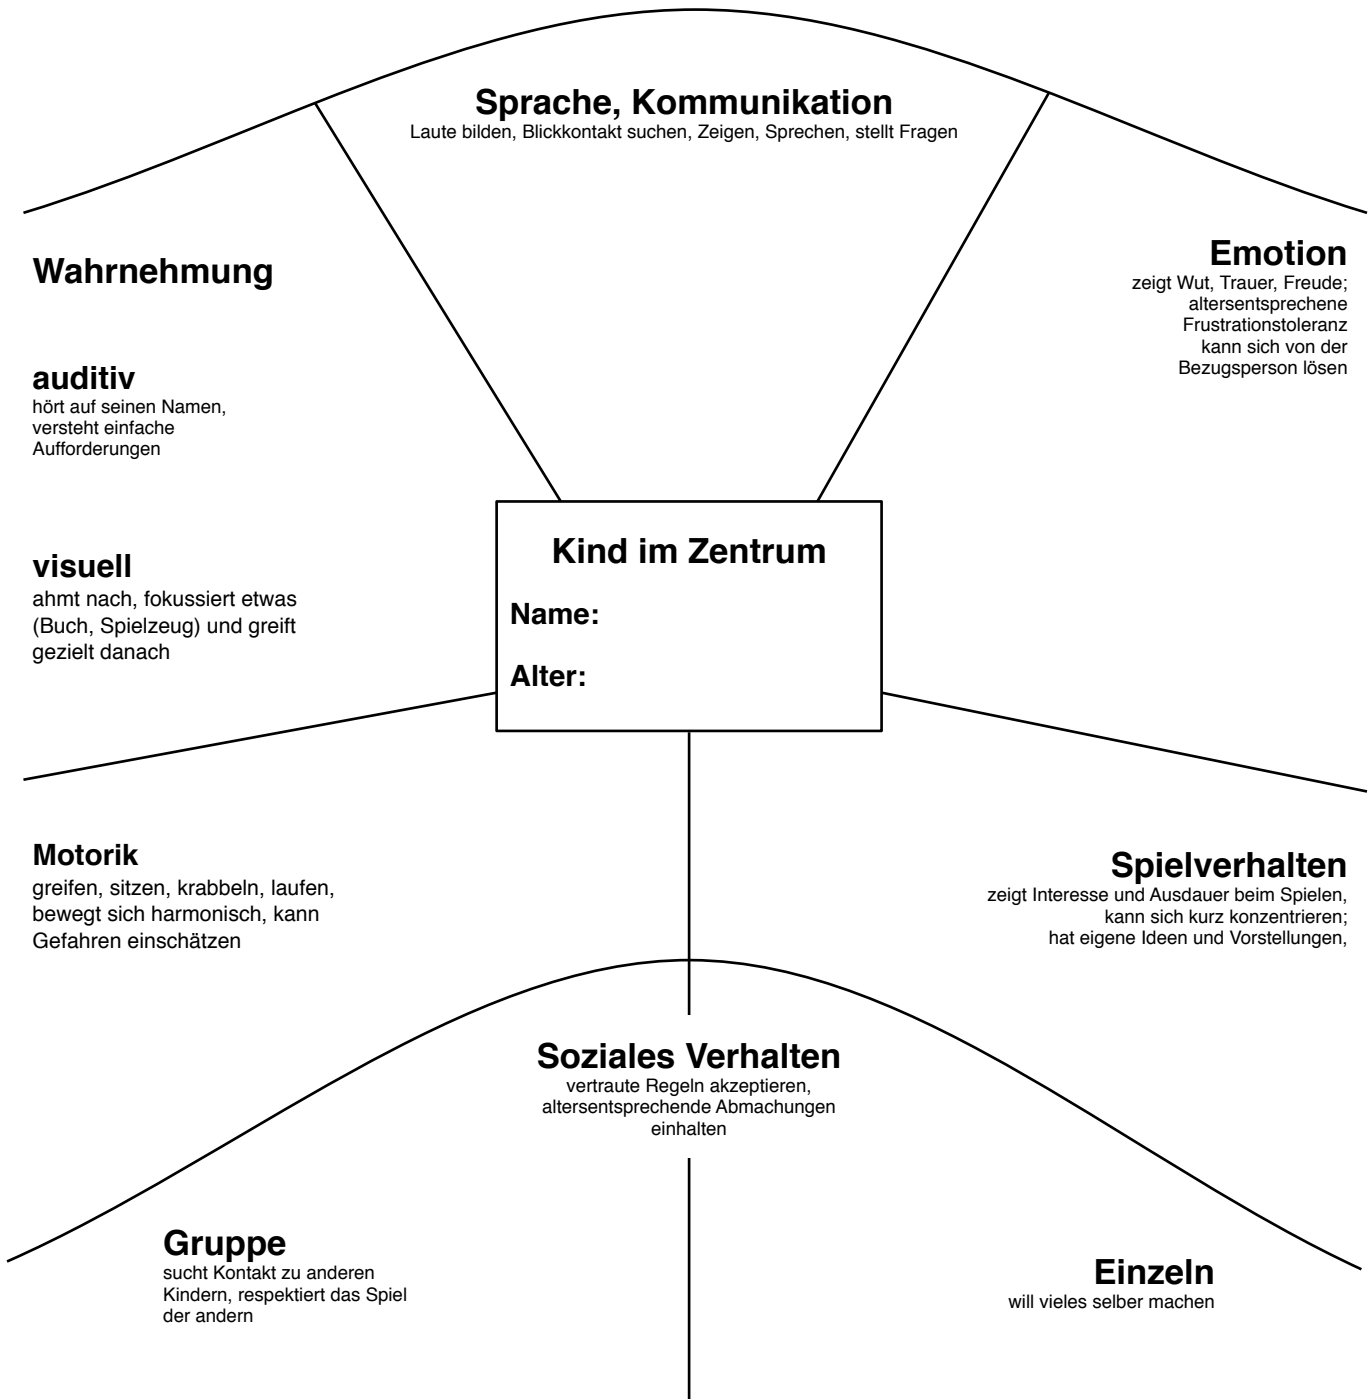 Sprache, Kommunikation
Laute bilden, Blickkontakt suchen, Zeigen, Sprechen, stellt Fragen
Wahrnehmung
auditiv
hört auf seinen Namen,
versteht einfache
Aufforderungen
visuell
ahmt nach, fokussiert etwas
(Buch, Spielzeug) und greift
gezielt danach
Emotion
zeigt Wut, Trauer, Freude;
altersentsprechene
Frustrationstoleranz
kann sich von der
Bezugsperson lösen
Kind im Zentrum
Name:
Alter:
Motorik
greifen, sitzen, krabbeln, laufen,
bewegt sich harmonisch, kann
Gefahren einschätzen
Spielverhalten
zeigt Interesse und Ausdauer beim Spielen,
kann sich kurz konzentrieren;
hat eigene Ideen und Vorstellungen,
Soziales Verhalten
vertraute Regeln akzeptieren,
altersentsprechende Abmachungen
einhalten
Gruppe
sucht Kontakt zu anderen
Kindern, respektiert das Spiel
der andern
Einzeln
will vieles selber machen